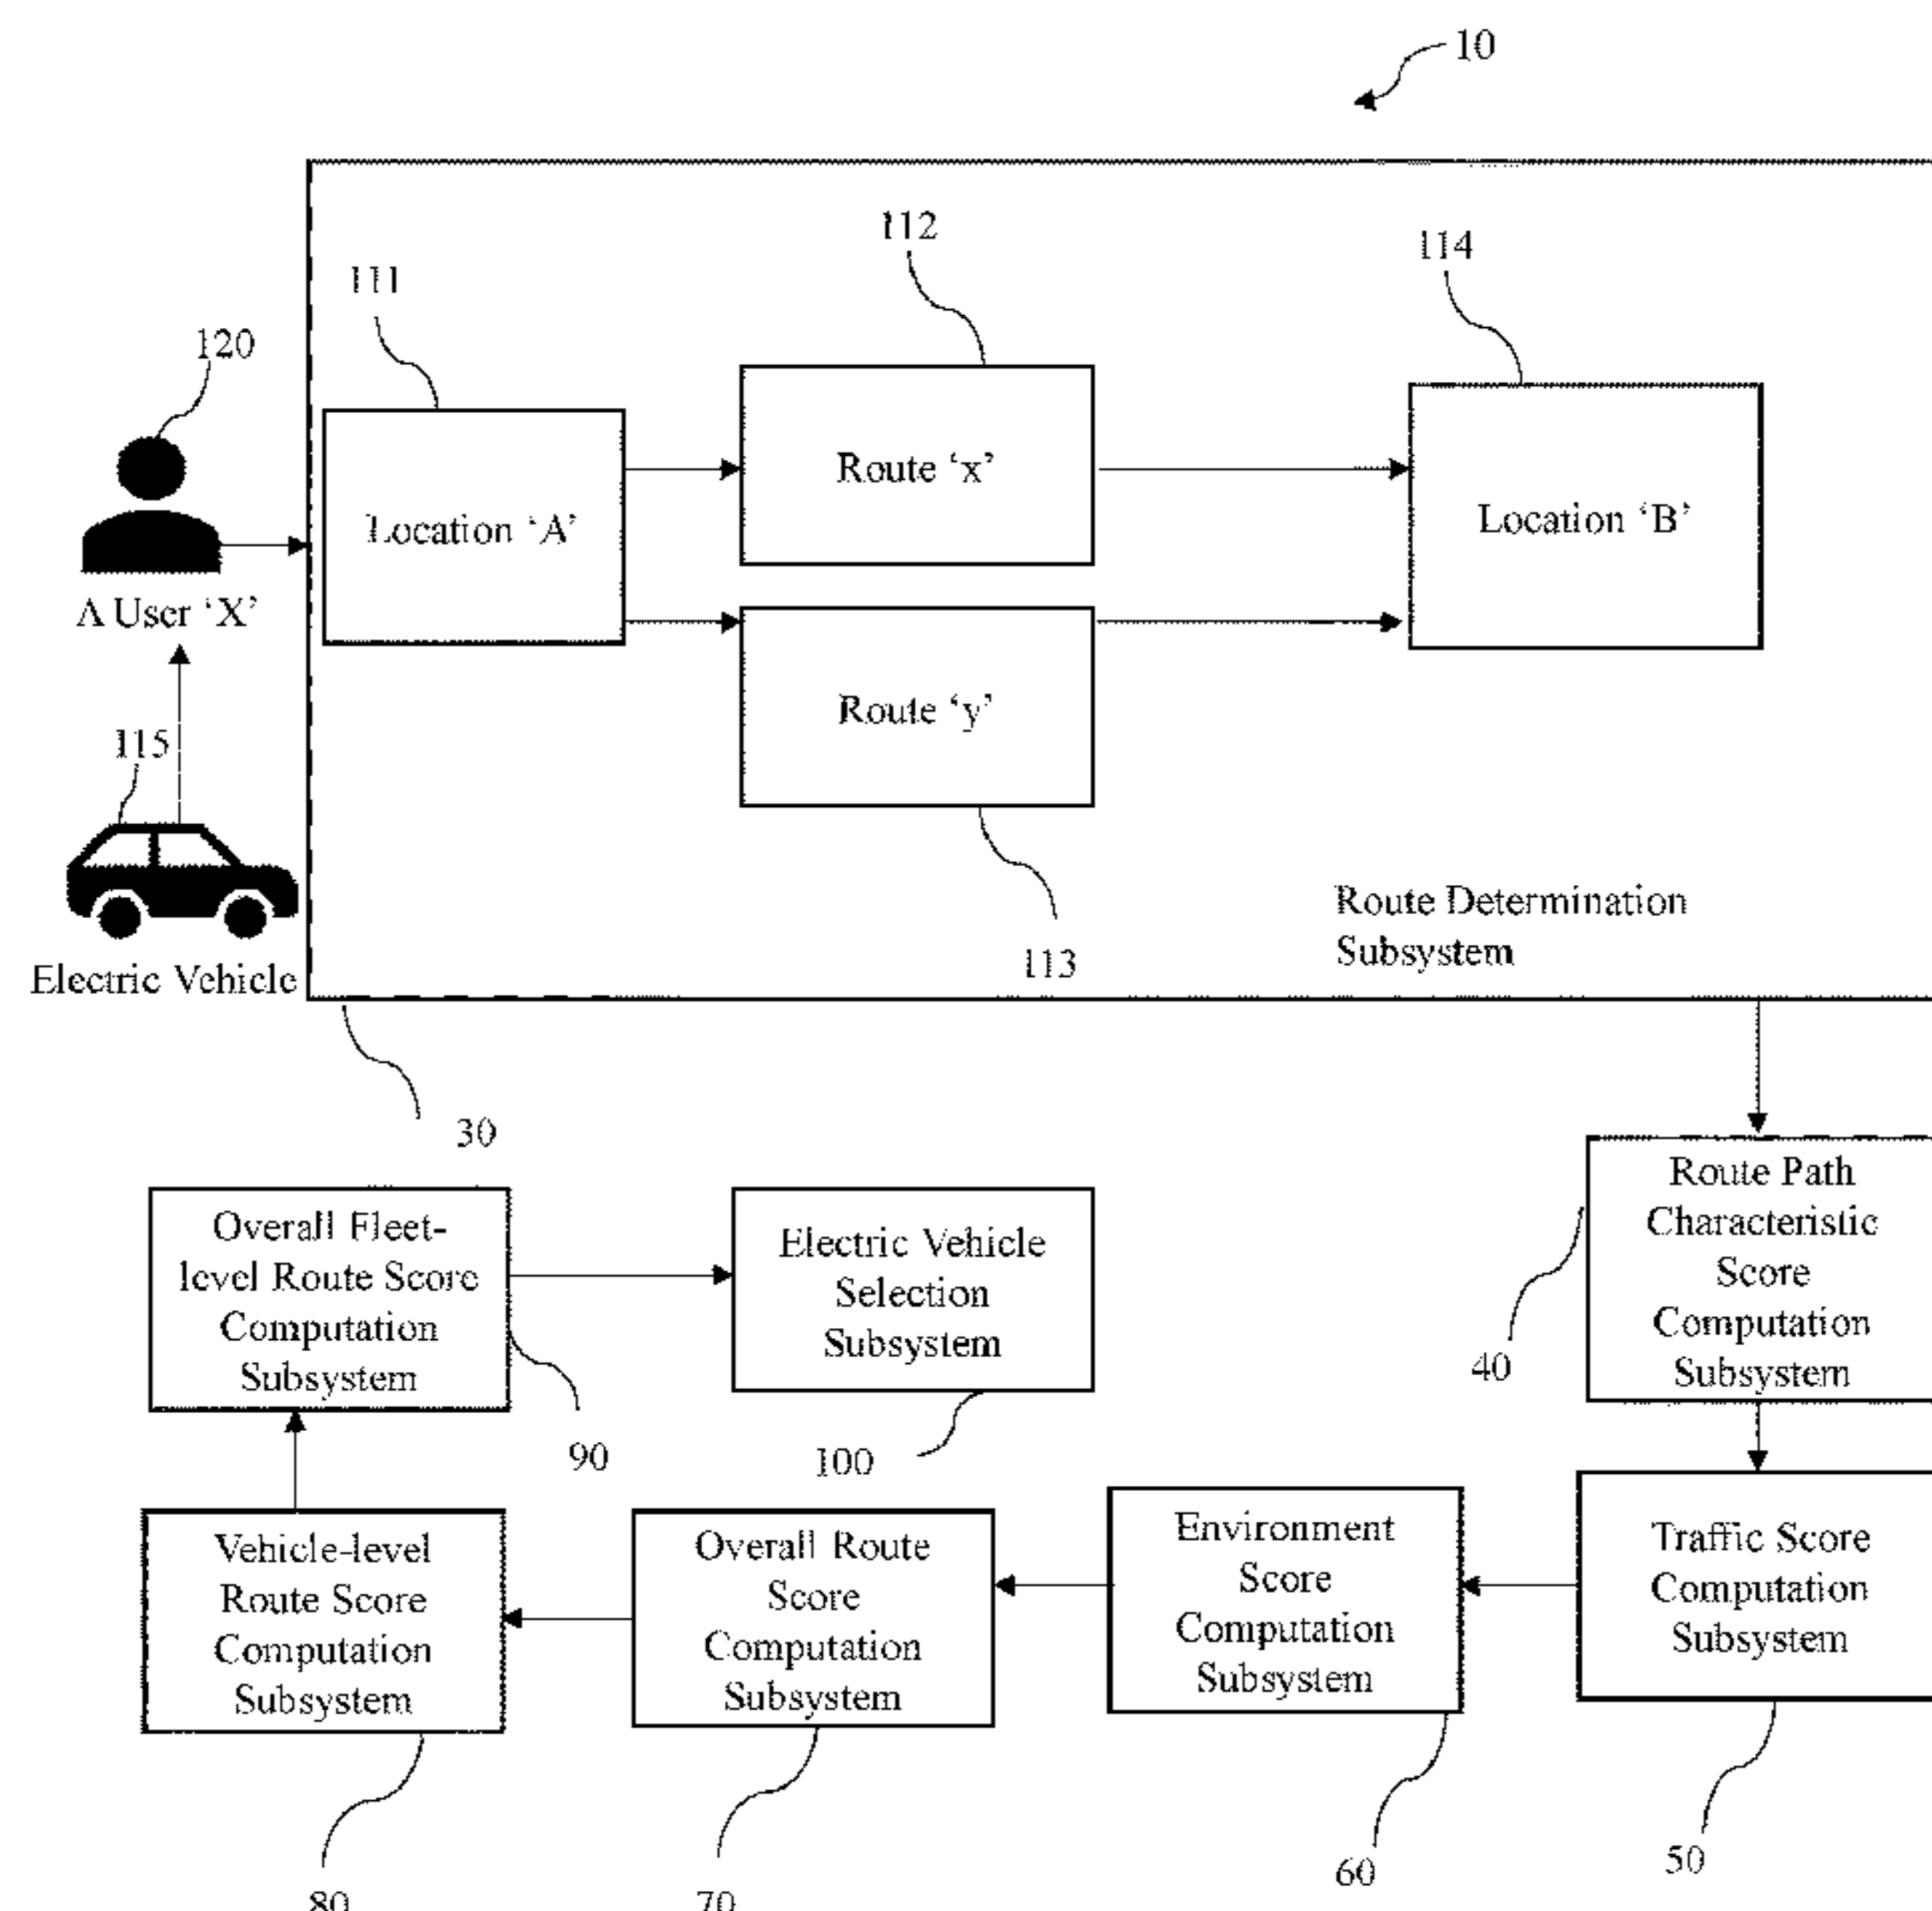 10
112
114
111
120
Route ‘x’
Location ‘A’
Location ‘B’
A User ‘X’
Route ‘y’
115
Route Determination
Subsystem
113
Electric Vehicle
30
Route Path
Characteristic
Score
Computation
Subsystem
40
Overall Fleet-
level Route Score
Computation
Subsystem
90
Electric Vehicle
Selection
Subsystem
100
Vehicle-level
Route Score
Computation
Subsystem
Overall Route
Score
Computation
Subsystem
Environment
Score
Computation
Subsystem
Traffic Score
Computation
Subsystem
80
70
60
50